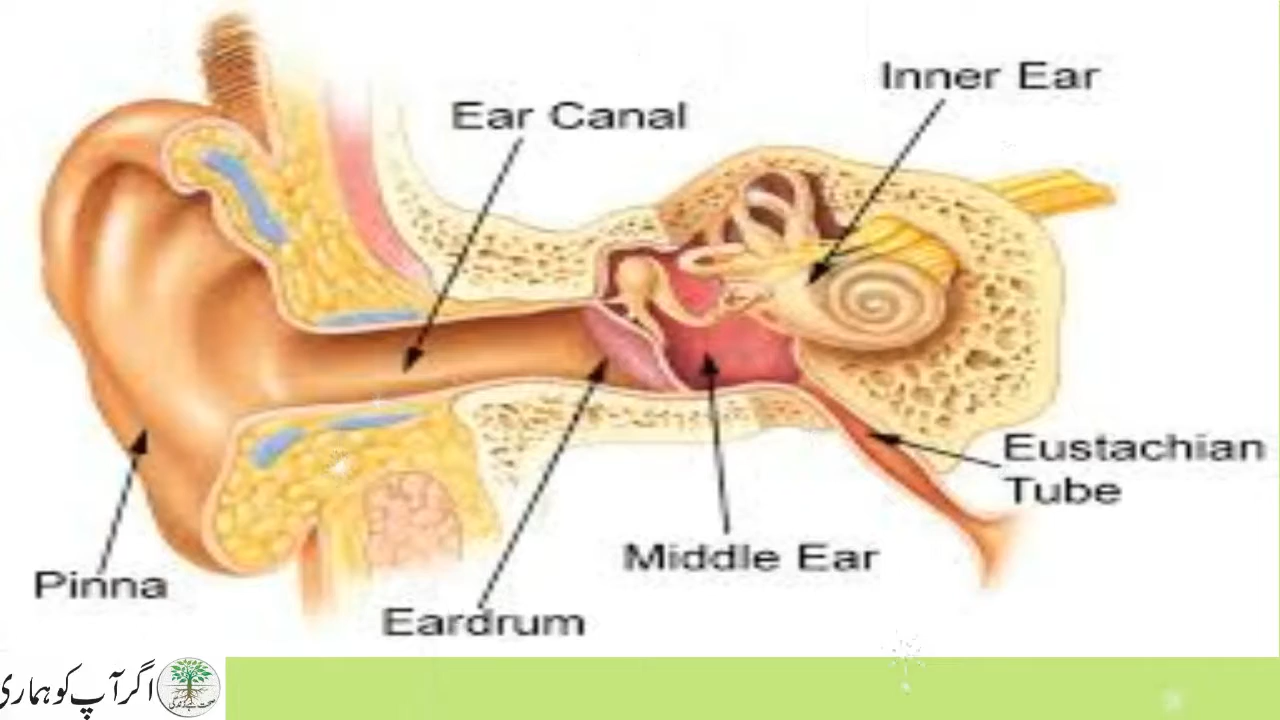 Inner Ear
Ear Canal
Eustachian
Tube
Middle Ear
Pinna
Eardrum
اگر آپ کو ہماری